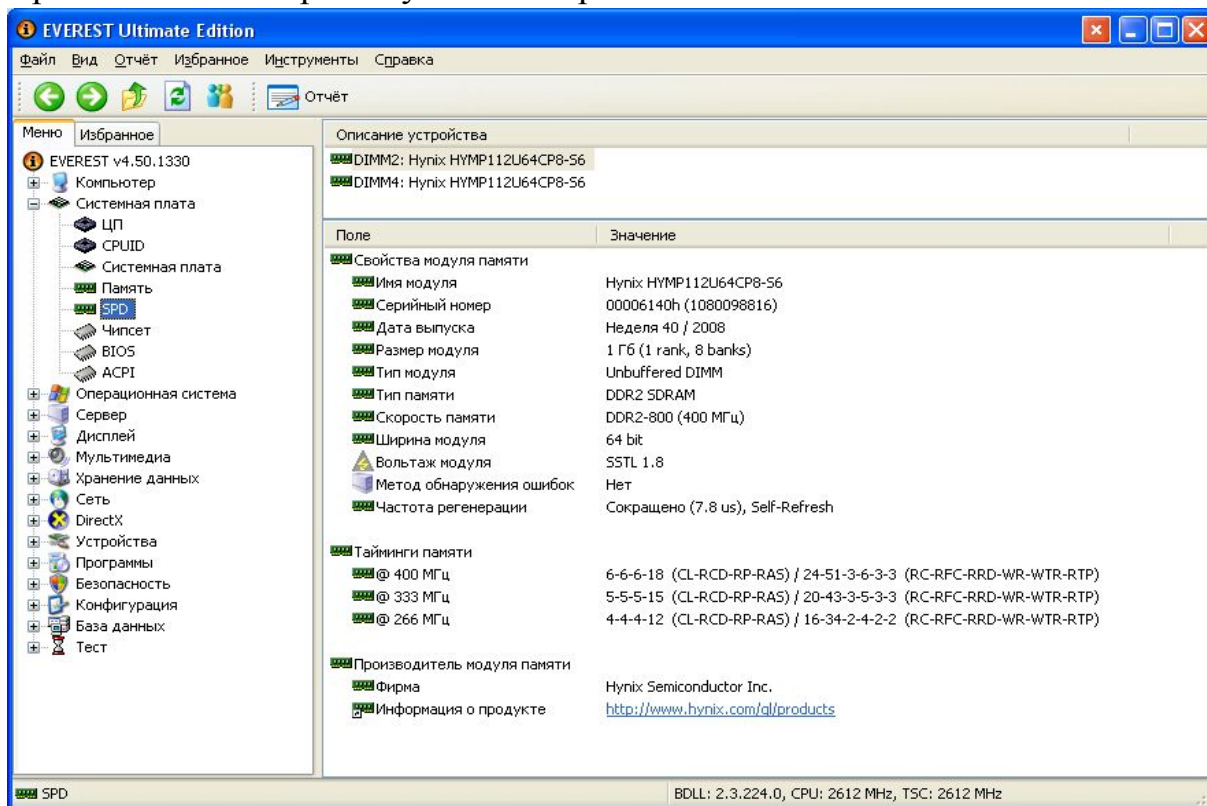 EVEREST Ultimate Edition
Файл Вид Отчёт Избранное Инструменты Справка
Отчёт
Меню Избранное
EVEREST v4.50.1330
Компьютер
Системная плата
ЦП
CPUID
Системная плата
Память
SPD
Чипсет
BIOS
ACPI
Операционная система
Сервер
Дисплей
Мультимедиа
Хранение данных
Сеть
DirectX
Устройства
Программы
Безопасность
Конфигурация
База данных
Тест
Описание устройства
DIMM2: Hynix HYMP112U64CP8-S6
DIMM4: Hynix HYMP112U64CP8-S6
Поле Значение
Свойства модуля памяти
Имя модуля Hynix HYMP112U64CP8-S6
Серийный номер 00006140h (1080098816)
Дата выпуска Неделя 40 / 2008
Размер модуля 1 Гб (1 rank, 8 banks)
Тип модуля Unbuffered DIMM
Тип памяти DDR2 SDRAM
Скорость памяти DDR2-800 (400 МГц)
Ширина модуля 64 bit
Вольтаж модуля SSTL 1.8
Метод обнаружения ошибок Нет
Частота регенерации Сокращено (7.8 us), Self-Refresh
Тайминги памяти
@ 400 МГц 6-6-6-18 (CL-RCD-RP-RAS) / 24-51-3-6-3-3 (RC-RFC-RRD-WR-WTR-RTP)
@ 333 МГц 5-5-5-15 (CL-RCD-RP-RAS) / 20-43-3-5-3-3 (RC-RFC-RRD-WR-WTR-RTP)
@ 266 МГц 4-4-4-12 (CL-RCD-RP-RAS) / 16-34-2-4-2-2 (RC-RFC-RRD-WR-WTR-RTP)
Производитель модуля памяти
Фирма Hynix Semiconductor Inc.
Информация о продукте http://www.hynix.com/gl/products
SPD BDLL: 2.3.224.0, CPU: 2612 MHz, TSC: 2612 MHz